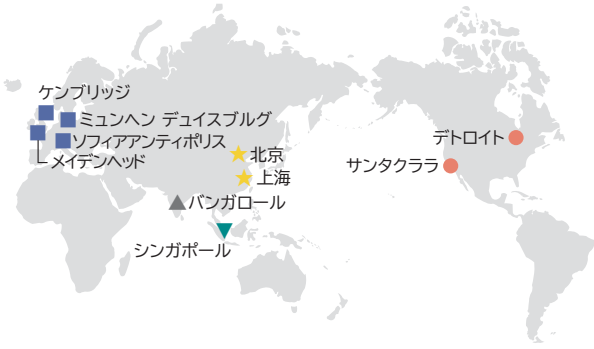 ケンブリッジ
ミュンヘン デュイスブルグ
ソフィアアンティポリス
メイデンヘッド
北京
上海
バンガロール
シンガポール
デトロイト
サンタクララ